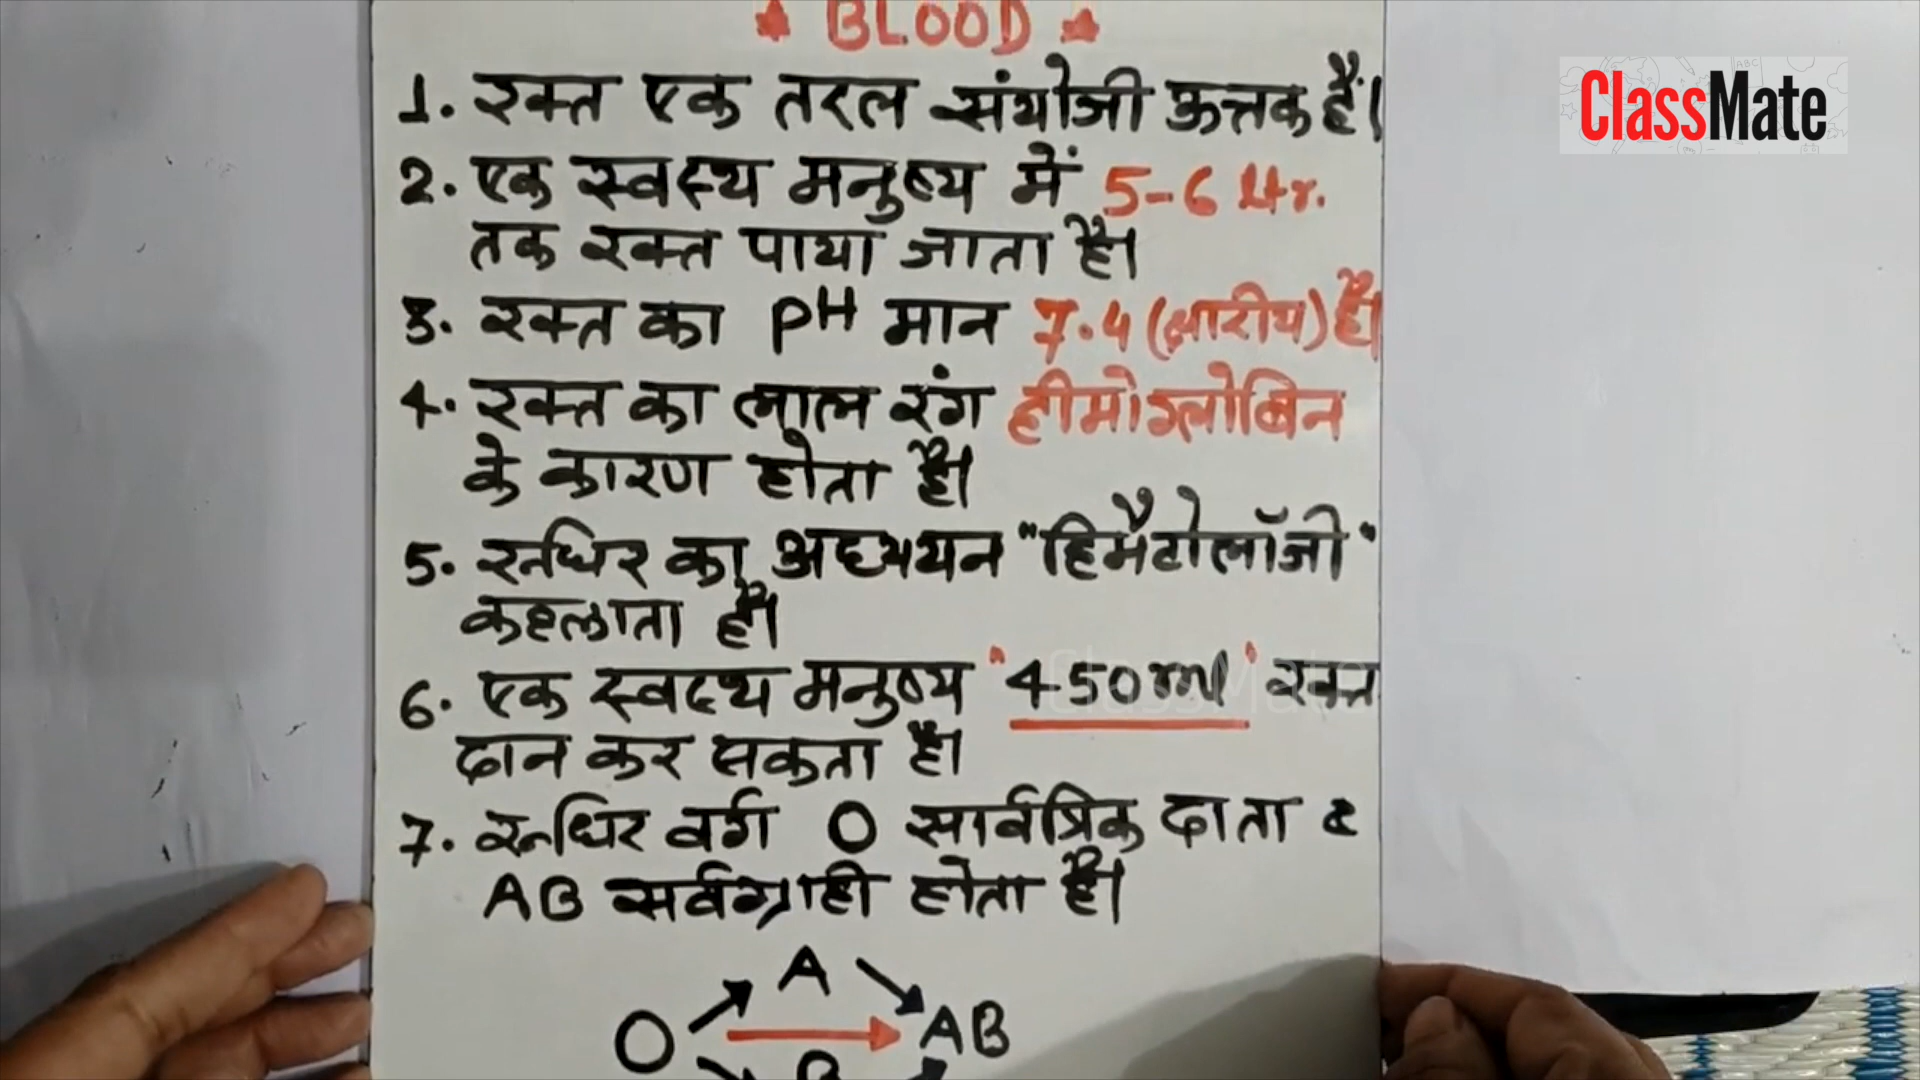 ★ BLOOD ★
ClassMate
1. रक्त एक तरल संयोजी ऊत्तक है।
2. एक स्वस्थ मनुष्य में 5-6 Ltr.
तक रक्त पाया जाता है।
3. रक्त का PH मान 7.4 (क्षारीय) है।
4. रक्त का लाल रंग हीमोग्लोबिन
के कारण होता है।
5. रुधिर का अध्ययन "हिमैटोलॉजी"
कहलाता है।
6. एक स्वस्थ मनुष्य "450ml" रक्त
दान कर सकता है।
7. रुधिर वर्ग O सार्वत्रिक दाता &
AB सर्वग्राही होता है।
A
O AB
B
ClassMate